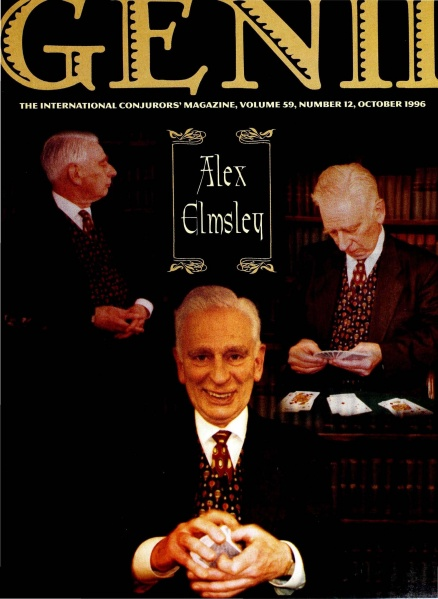 GENII
THE INTERNATIONAL CONJURORS' MAGAZINE, VOLUME 59, NUMBER 12, OCTOBER 1996
Alex
Elmsley